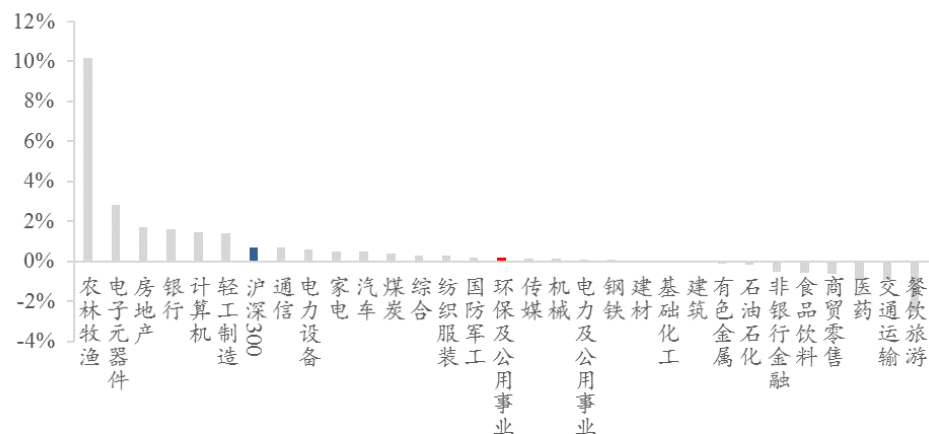 12%
10%
8%
6%
4%
2%
0%
-2%
-4%
农林牧渔
电子元器件
房地产
银行
计算机
轻工制造
沪深300
通信
电力设备
家电
汽车
煤炭
综合
纺织服装
国防军工
环保及公用事业
传媒
机械
电力及公用事业
钢铁
建材
基础化工
建筑
有色金属
石油石化
非银行金融
食品饮料
商贸零售
医药
交通运输
餐饮旅游